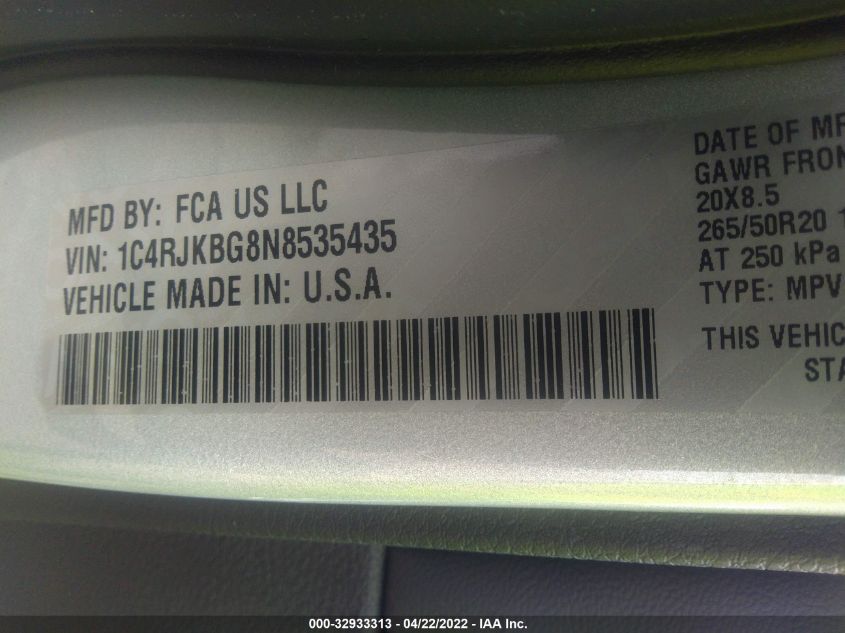 MFD BY: FCA US LLC
VIN: 1C4RJKBG8N8535435
VEHICLE MADE IN: U.S.A.
DATE OF MF
GAWR FRON
20X8.5
265/50R20 1
AT 250 kPa
TYPE: MPV
THIS VEHIC
STA
000-32933313 - 04/22/2022 - IAA Inc.